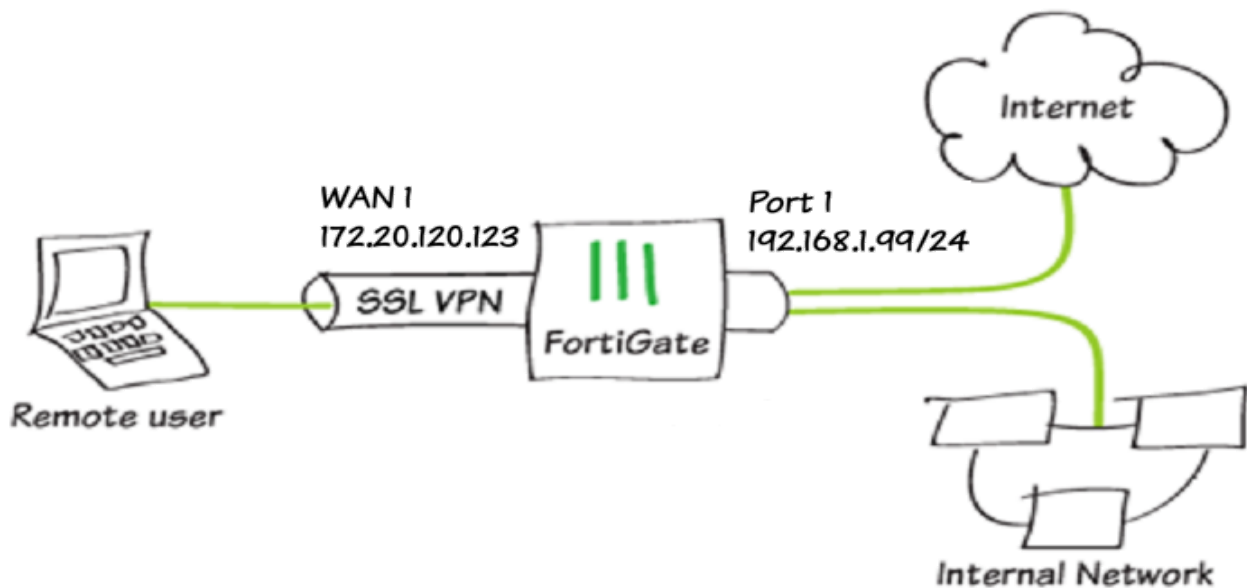 Internet
WAN 1
172.20.120.123
Port 1
192.168.1.99/24
SSL VPN
FortiGate
Remote user
Internal Network